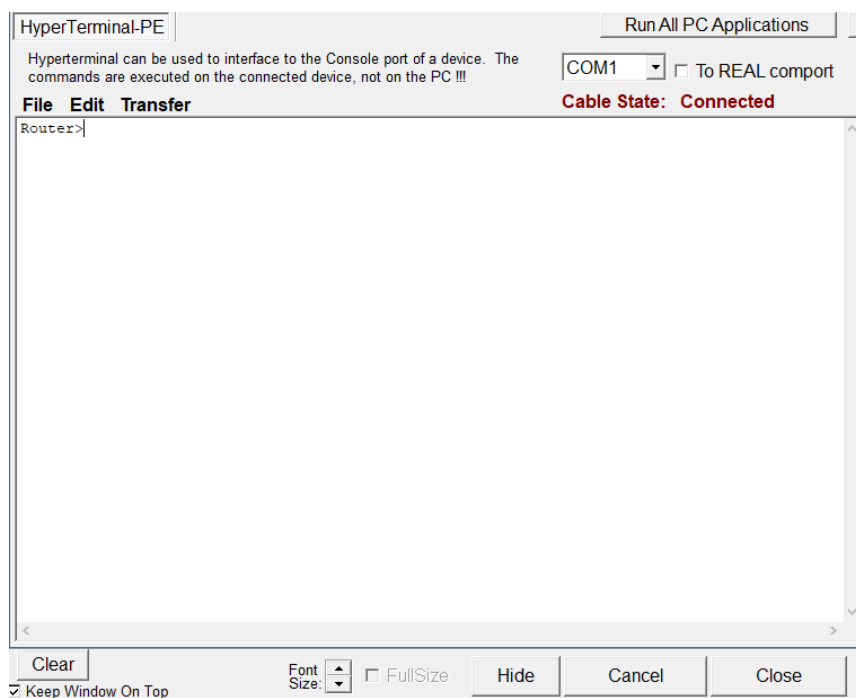 HyperTerminal-PE
Run All PC Applications
Hyperterminal can be used to interface to the Console port of a device. The
commands are executed on the connected device, not on the PC !!!
COM1
To REAL comport
File Edit Transfer
Cable State: Connected
Router>
Clear
Keep Window On Top
Font
Size:
FullSize
Hide
Cancel
Close